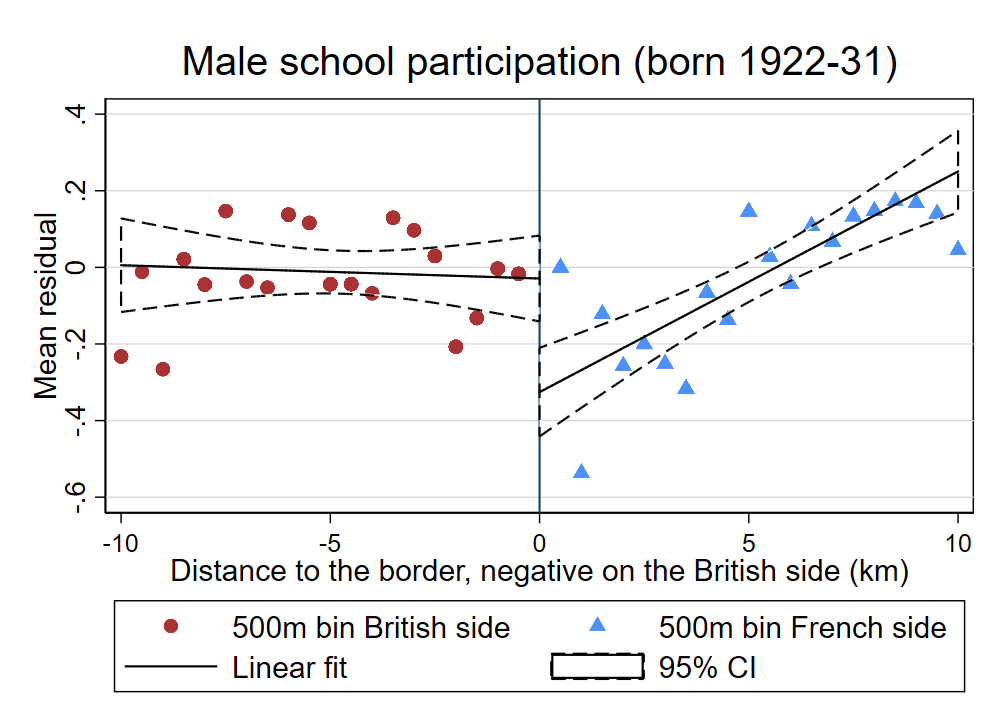 Male school participation (born 1922-31)
Mean residual
.4
.2
0
-.2
-.4
-.6
-10
-5
0
5
10
Distance to the border, negative on the British side (km)
500m bin British side
500m bin French side
Linear fit
95% CI